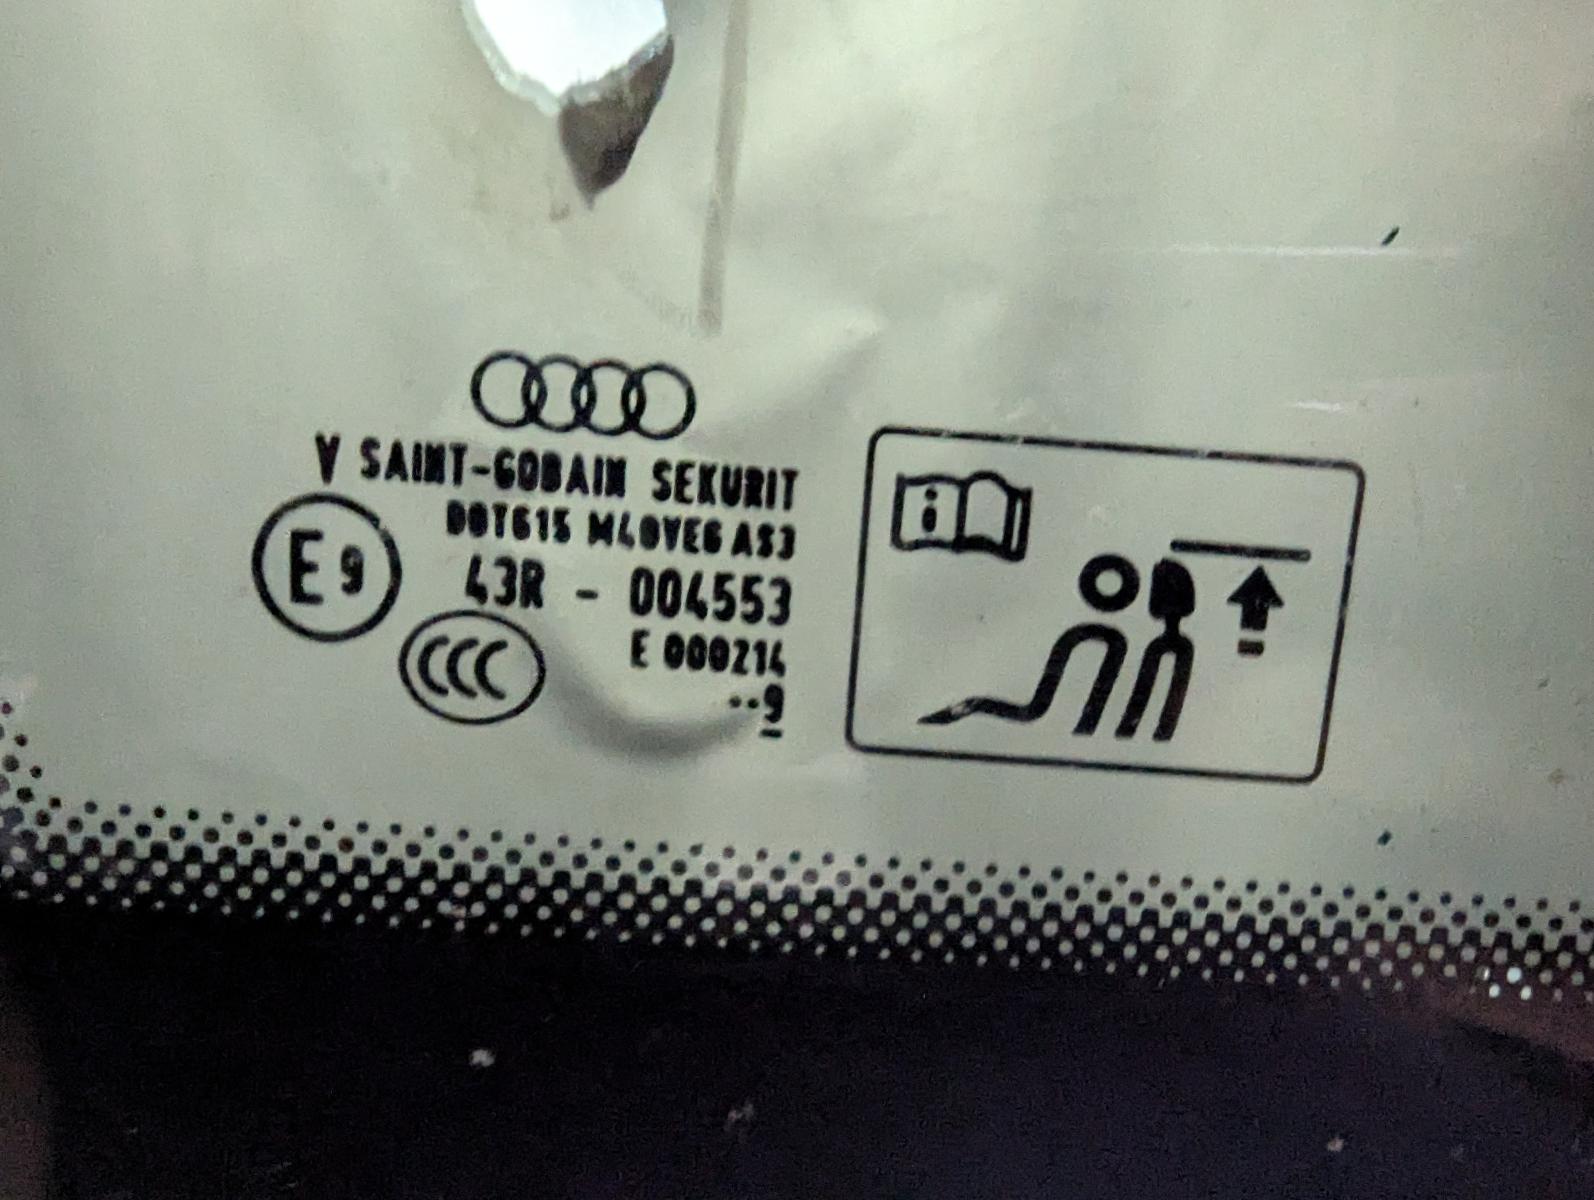 V SAINT-GOBAIN SEKURIT
DOT615 M40VE6 AS3
E9
43R - 004553
CCC
E 000214
··9
i